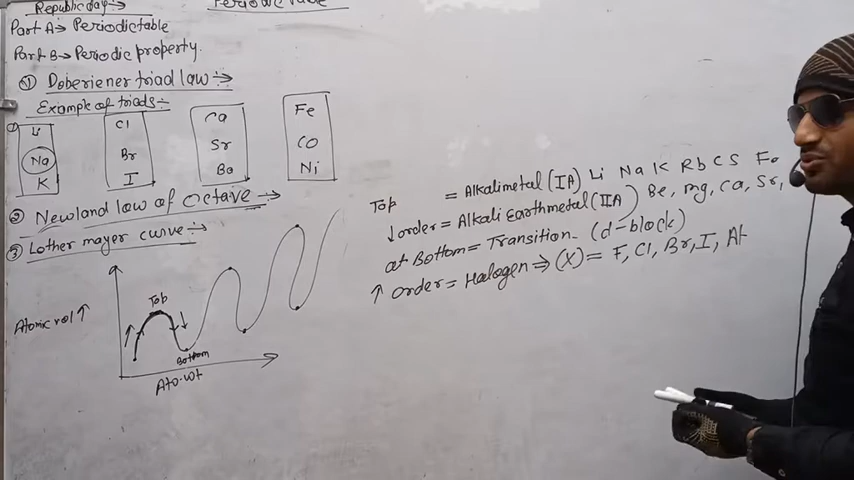 Republic day →
Periodic Table
Part A → Periodictable
Part B → Periodic property.
① Doberiener triad law →
Example of triads :-
① Li Na K
Cl Br I
Ca Sr Ba
Fe CO Ni
② Newland law of octave →
③ Lother mayer curve →
Atomic vol ↑
Top
Bottom
Ato. wt
Top = Alkalimetal (IA) Li Na K Rb CS
↓ order = Alkali Earthmetal (IIA) Be, mg, Ca, Sr,
at Bottom = Transition - (d-block)
↑ order = Halogen ⇒ (X) = F, Cl, Br, I, At